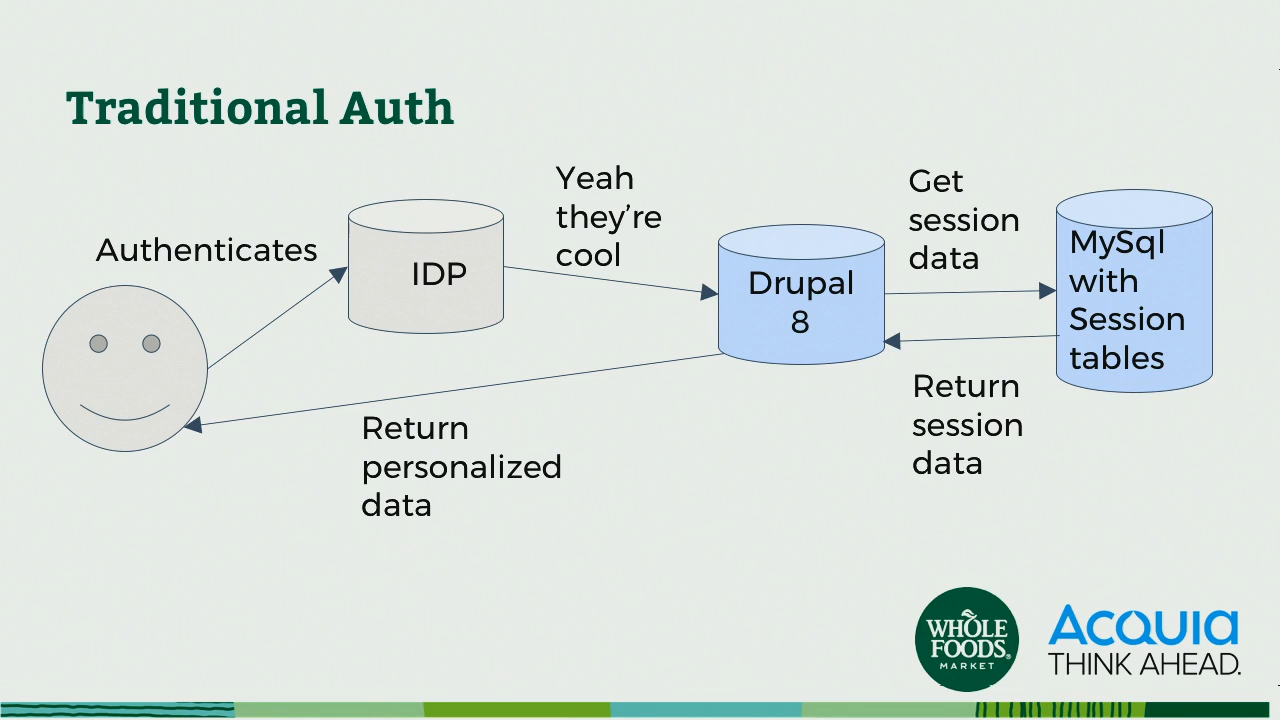 Traditional Auth
Authenticates
IDP
Yeah
they’re
cool
Drupal
8
Get
session
data
MySql
with
Session
tables
Return
session
data
Return
personalized
data
WHOLE
FOODS®
MARKET
ACQUIA
THINK AHEAD.